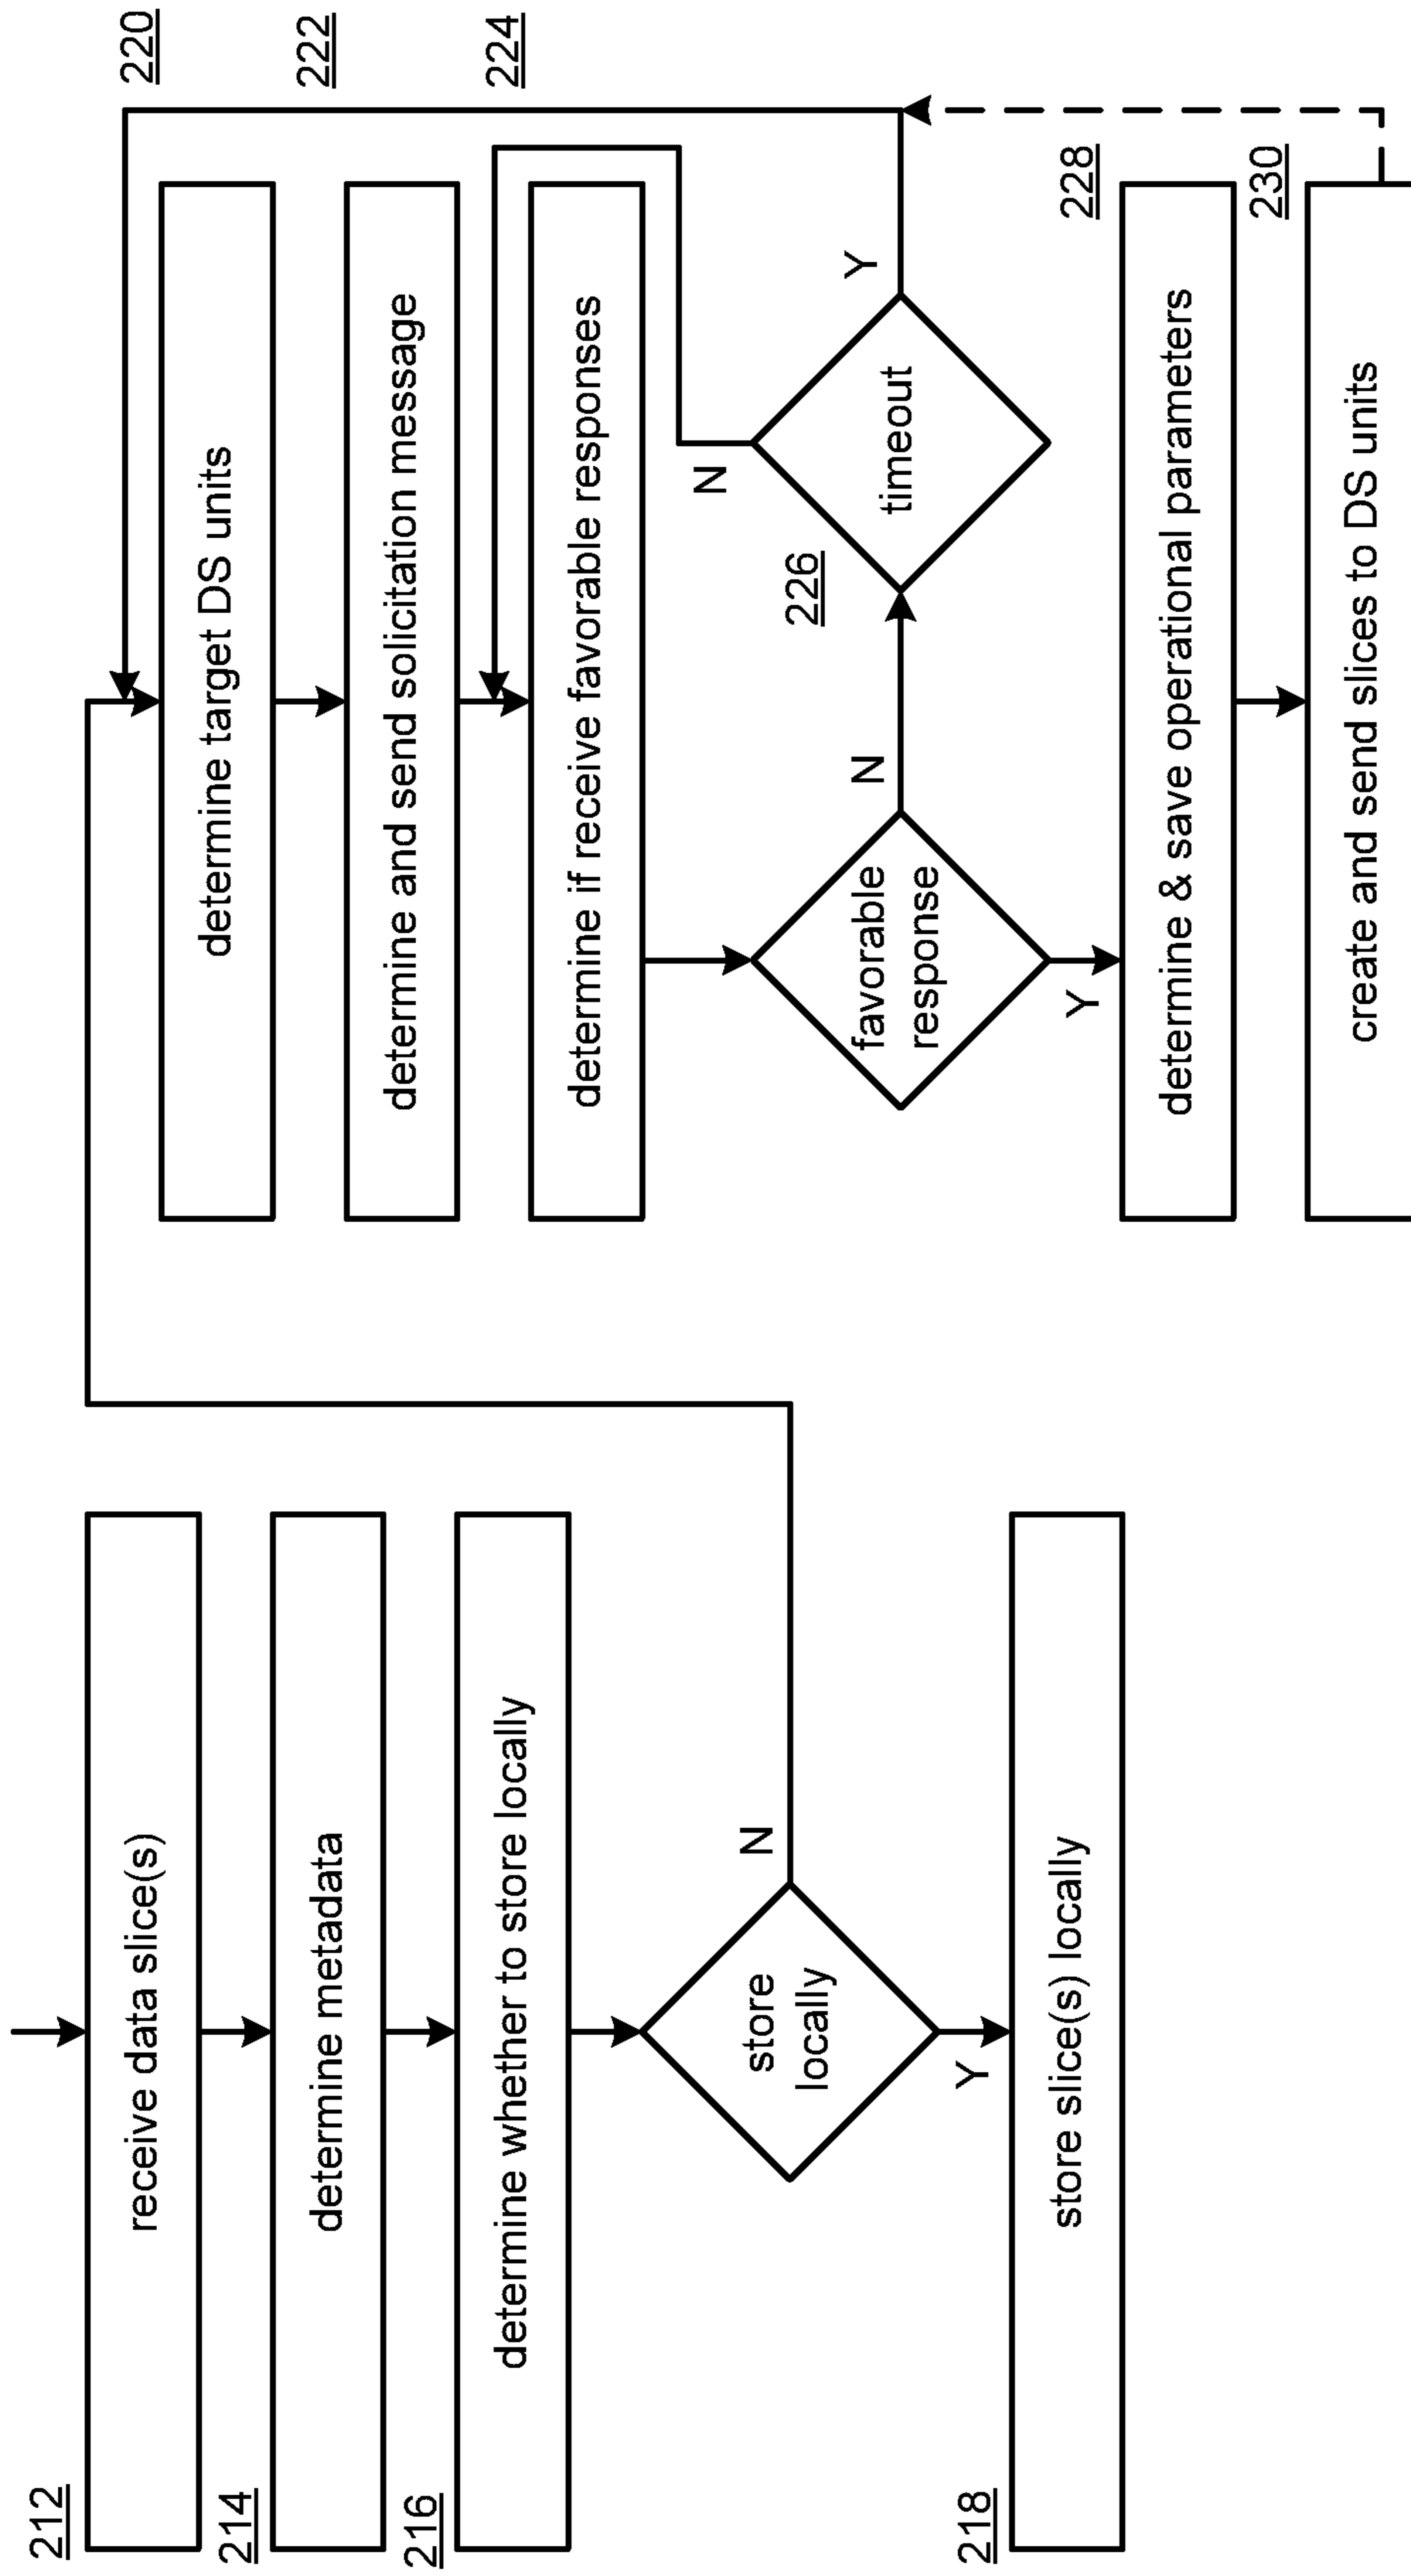 212
receive data slice(s)
214
determine metadata
216
determine whether to store locally
store
locally
N
Y
218
store slice(s) locally
220
determine target DS units
222
determine and send solicitation message
224
determine if receive favorable responses
favorable
response
N
Y
226
timeout
N
Y
228
determine & save operational parameters
230
create and send slices to DS units